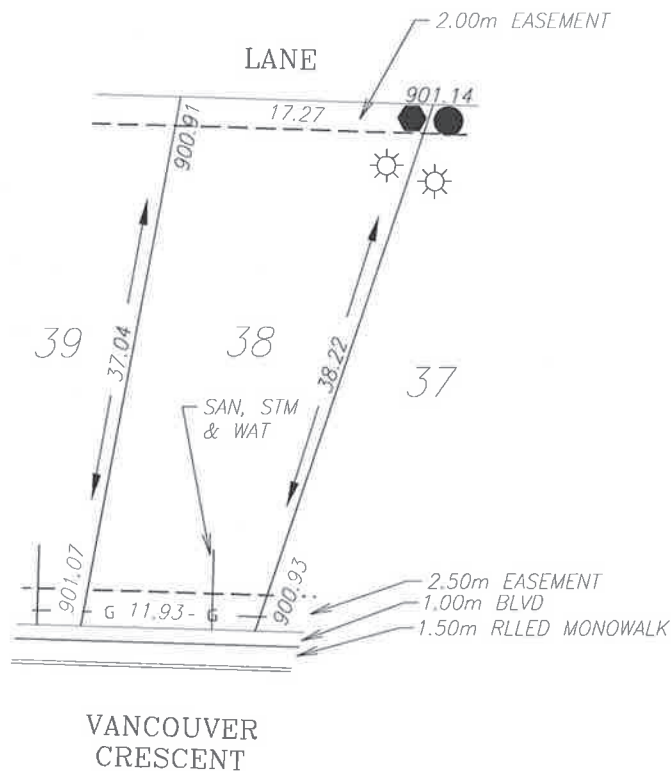 2.00m EASEMENT
LANE
901.14
17.27
900.91
39
37.04
38
38.22
37
SAN, STM
& WAT
901.07
G 11.93- G
900.93
2.50m EASEMENT
1.00m BLVD
1.50m RLLED MONOWALK
VANCOUVER
CRESCENT